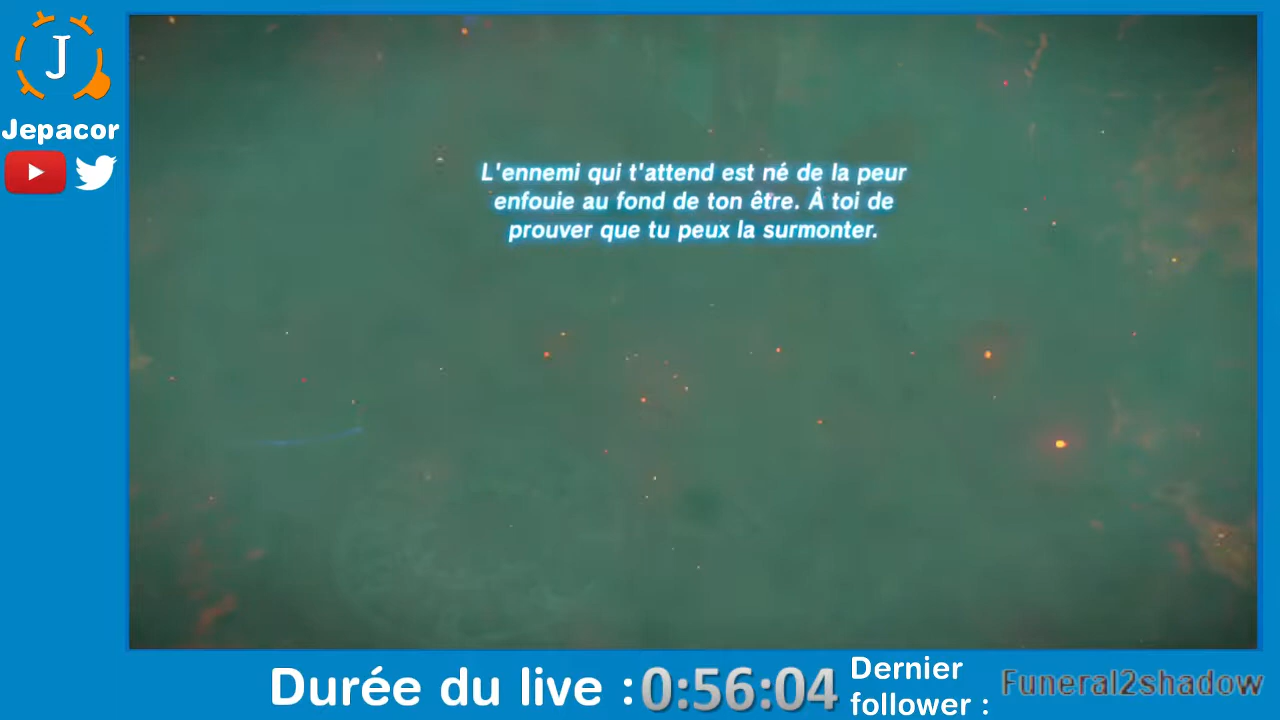 J
Jepacor
L'ennemi qui t'attend est né de la peur
enfouie au fond de ton être. À toi de
prouver que tu peux la surmonter.
Durée du live : 0:56:04
Dernier
follower :
Funeral2shadow